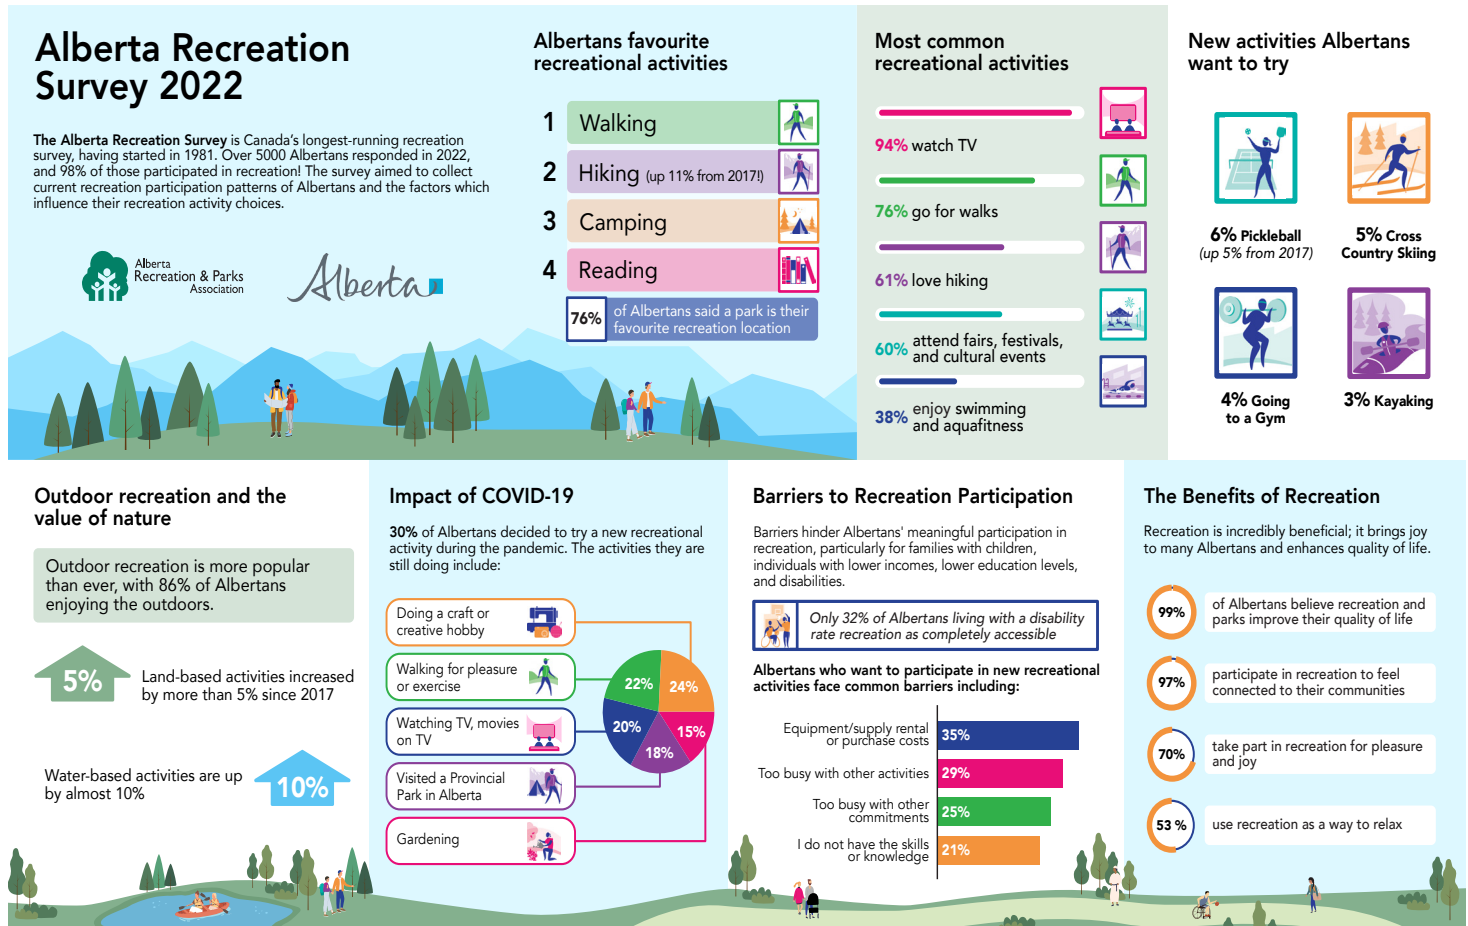 Alberta Recreation
Survey 2022
The Alberta Recreation Survey is Canada's longest-running recreation
survey, having started in 1981. Over 5000 Albertans responded in 2022,
and 98% of those participated in recreation! The survey aimed to collect
current recreation participation patterns of Albertans and the factors which
influence their recreation activity choices.
Alberta
Recreation & Parks
Association
Alberta
Albertans favourite
recreational activities
1 Walking
2 Hiking (up 11% from 2017!)
3 Camping
4 Reading
76% of Albertans said a park is their
favourite recreation location
Most common
recreational activities
94% watch TV
76% go for walks
61% love hiking
60% attend fairs, festivals,
and cultural events
38% enjoy swimming
and aquafitness
New activities Albertans
want to try
6% Pickleball
(up 5% from 2017)
5% Cross
Country Skiing
4% Going
to a Gym
3% Kayaking
Outdoor recreation and the
value of nature
Outdoor recreation is more popular
than ever, with 86% of Albertans
enjoying the outdoors.
5%
Land-based activities increased
by more than 5% since 2017
Water-based activities are up
by almost 10%
10%
Impact of COVID-19
30% of Albertans decided to try a new recreational
activity during the pandemic. The activities they are
still doing include:
Doing a craft or
creative hobby
Walking for pleasure
or exercise
Watching TV, movies
on TV
Visited a Provincial
Park in Alberta
Gardening
22%
24%
20%
15%
18%
Barriers to Recreation Participation
Barriers hinder Albertans' meaningful participation in
recreation, particularly for families with children,
individuals with lower incomes, lower education levels,
and disabilities.
Only 32% of Albertans living with a disability
rate recreation as completely accessible
Albertans who want to participate in new recreational
activities face common barriers including:
Equipment/supply rental
or purchase costs
35%
Too busy with other activities
29%
Too busy with other
commitments
25%
I do not have the skills
or knowledge
21%
The Benefits of Recreation
Recreation is incredibly beneficial; it brings joy
to many Albertans and enhances quality of life.
99%
of Albertans believe recreation and
parks improve their quality of life
97%
participate in recreation to feel
connected to their communities
70%
take part in recreation for pleasure
and joy
53 %
use recreation as a way to relax